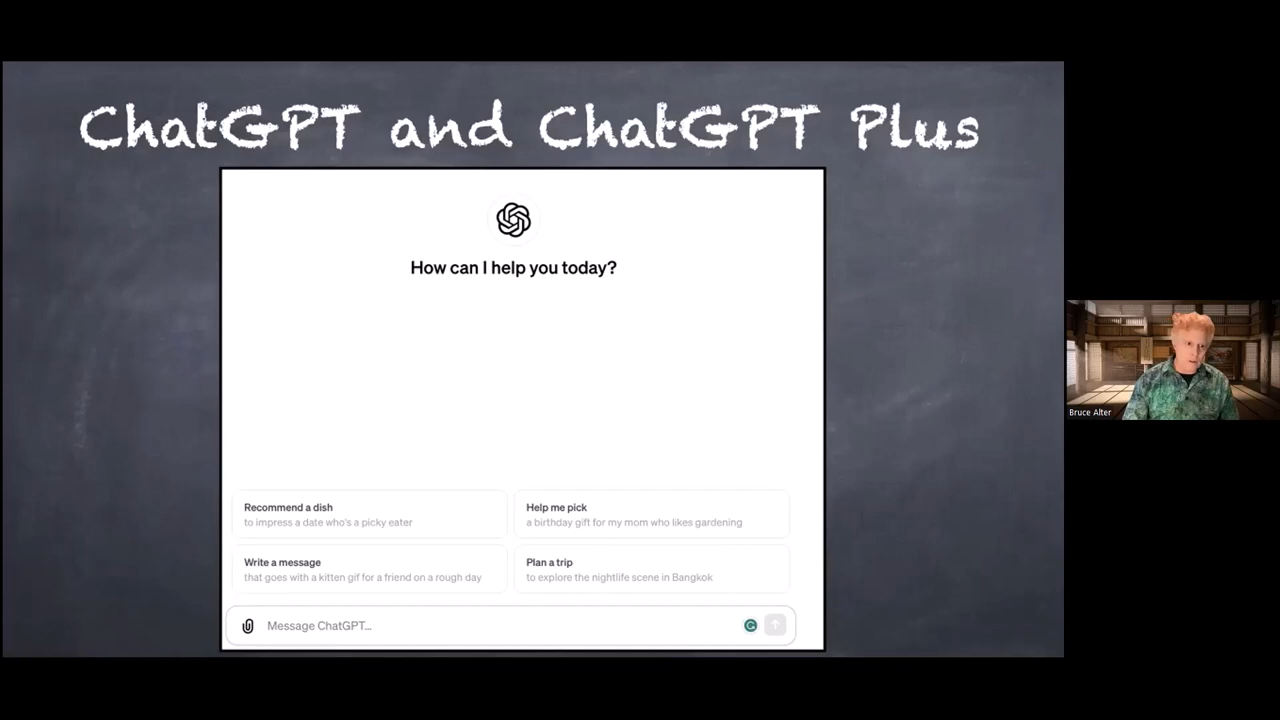 ChatGPT and ChatGPT Plus
How can I help you today?
Recommend a dish
to impress a date who's a picky eater
Help me pick
a birthday gift for my mom who likes gardening
Write a message
that goes with a kitten gif for a friend on a rough day
Plan a trip
to explore the nightlife scene in Bangkok
Message ChatGPT...
Bruce Alter